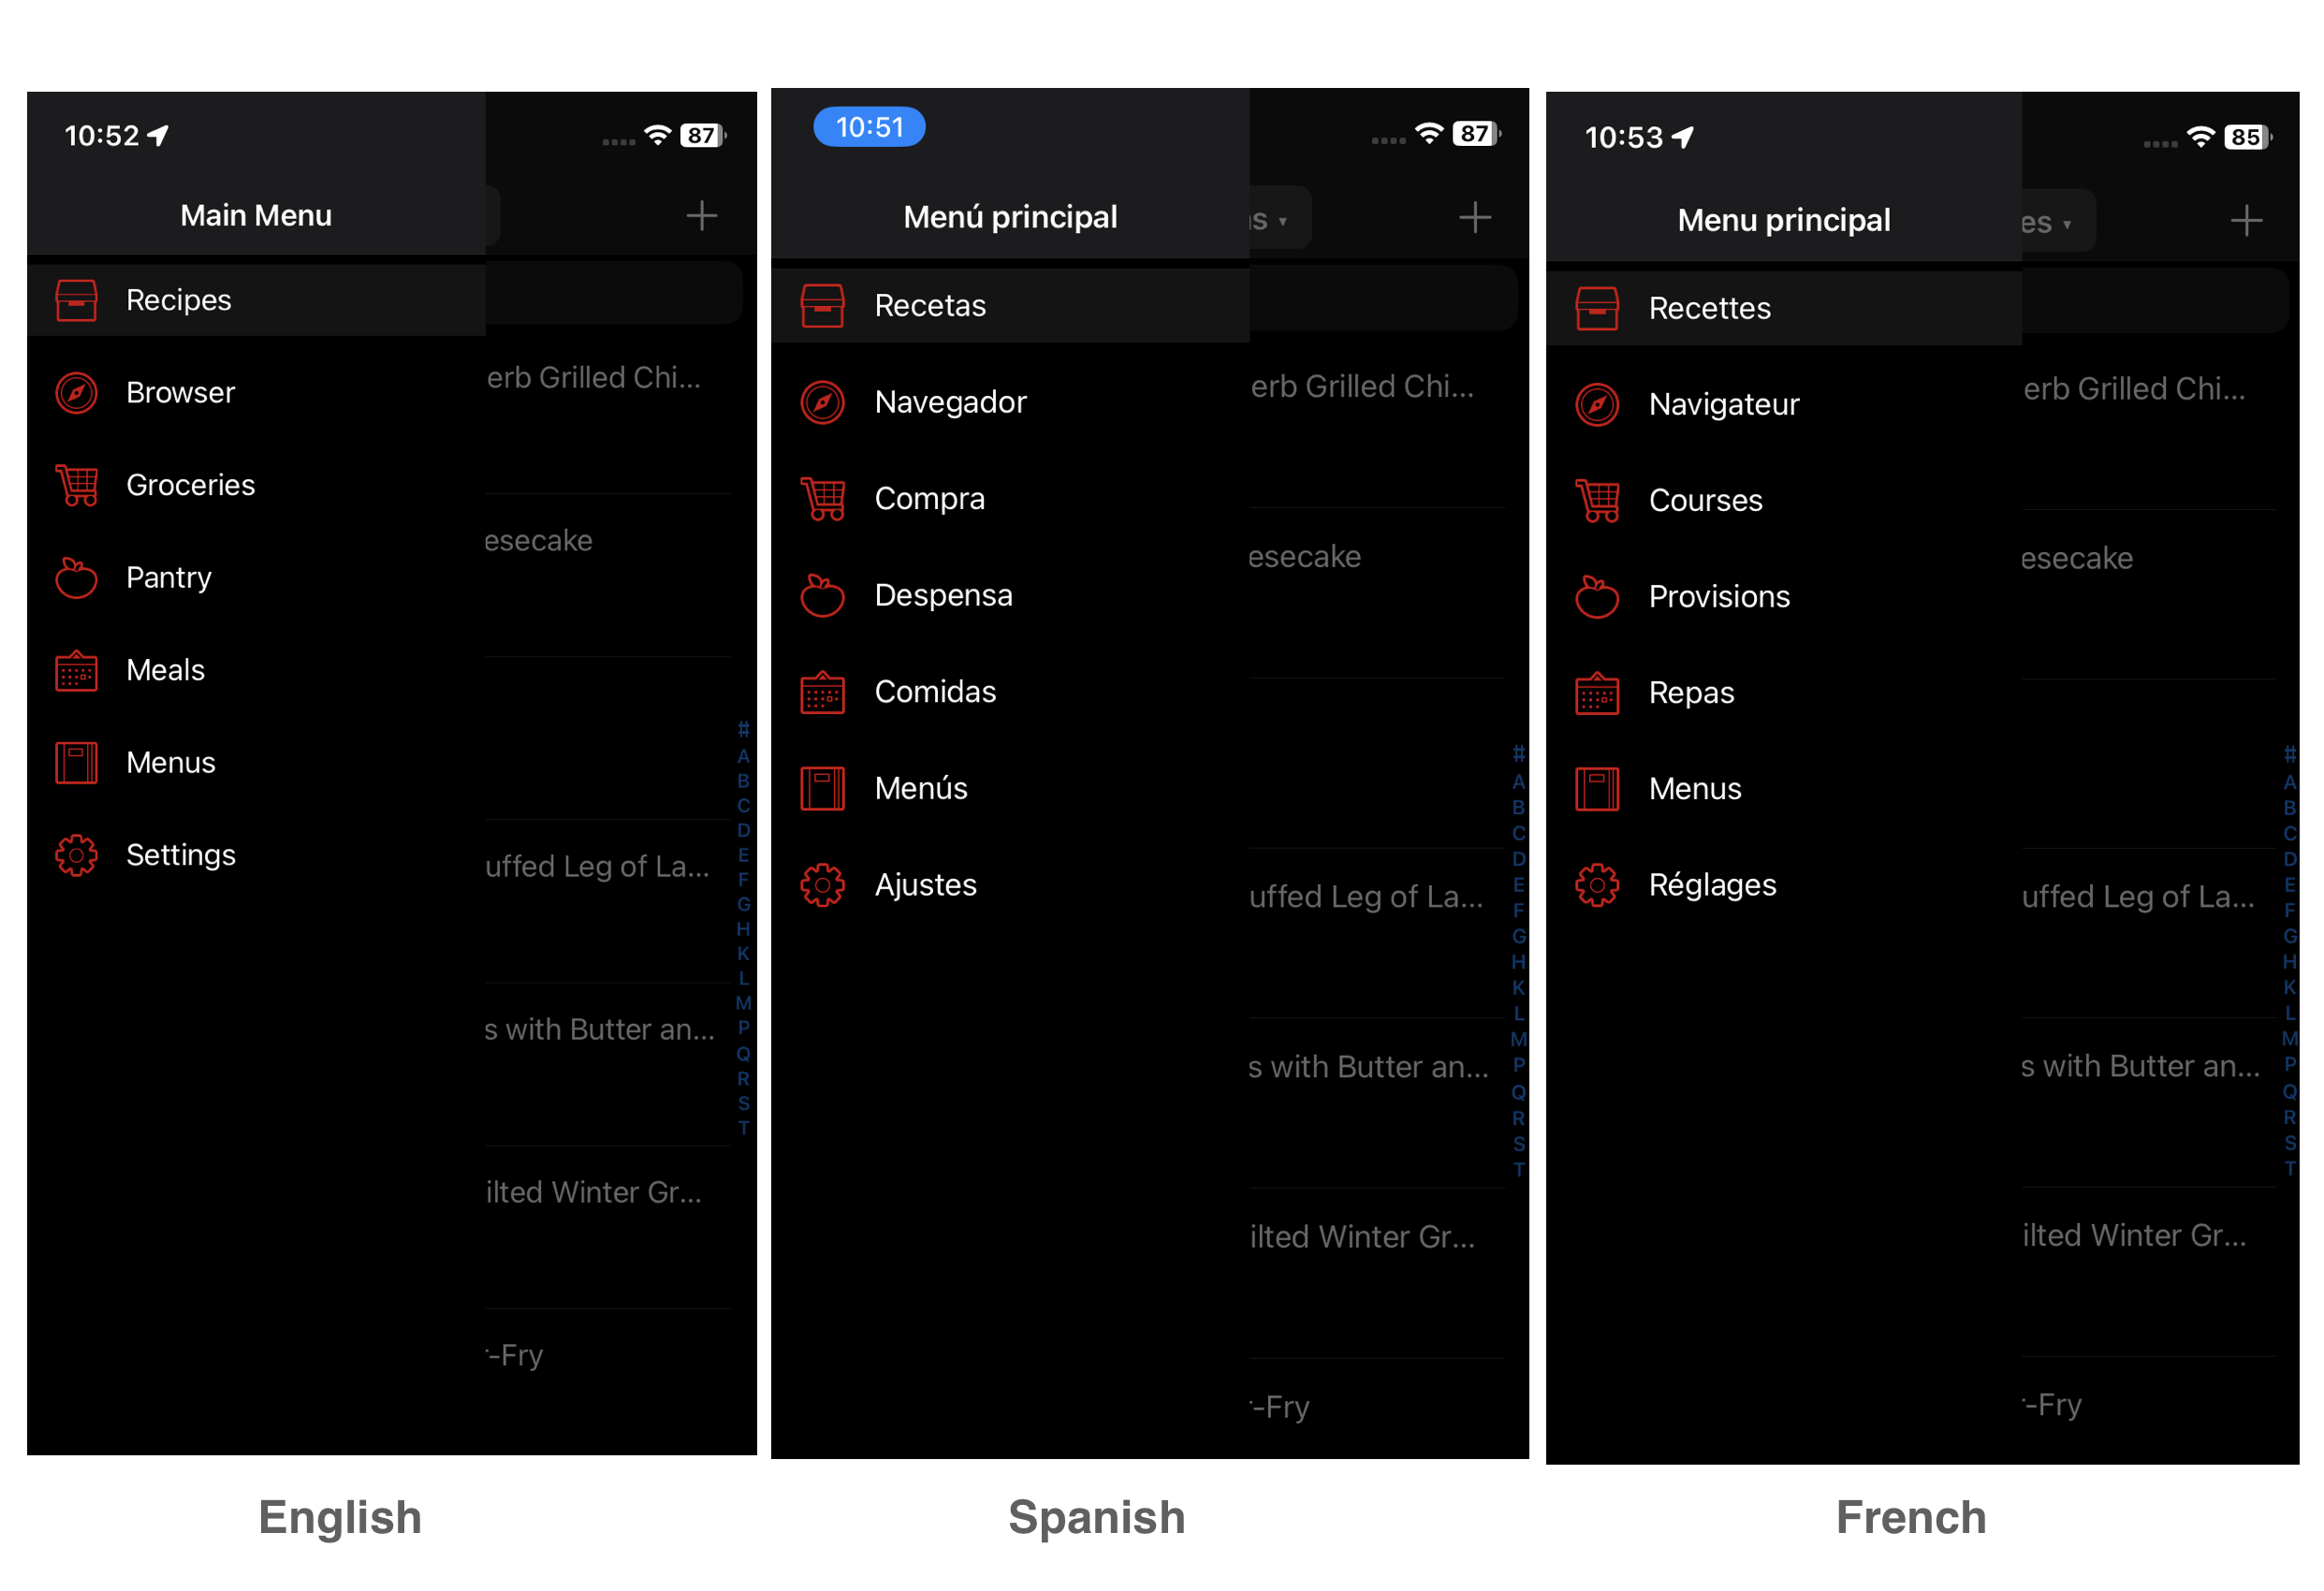 10:52
87
Main Menu
Recipes
Browser
Groceries
Pantry
Meals
Menus
Settings
erb Grilled Chi...
esecake
uffed Leg of La...
s with Butter an...
ilted Winter Gr...
-Fry
#
A
B
C
D
E
F
G
H
K
L
M
P
Q
R
S
T
English
10:51
87
Menú principal
s ▾
Recetas
Navegador
Compra
Despensa
Comidas
Menús
Ajustes
erb Grilled Chi...
esecake
uffed Leg of La...
s with Butter an...
ilted Winter Gr...
-Fry
#
A
B
C
D
E
F
G
H
K
L
M
P
Q
R
S
T
Spanish
10:53
85
Menu principal
es ▾
Recettes
Navigateur
Courses
Provisions
Repas
Menus
Réglages
erb Grilled Chi...
esecake
uffed Leg of La...
s with Butter an...
ilted Winter Gr...
-Fry
#
A
B
C
D
E
F
G
H
K
L
M
P
Q
R
S
T
French